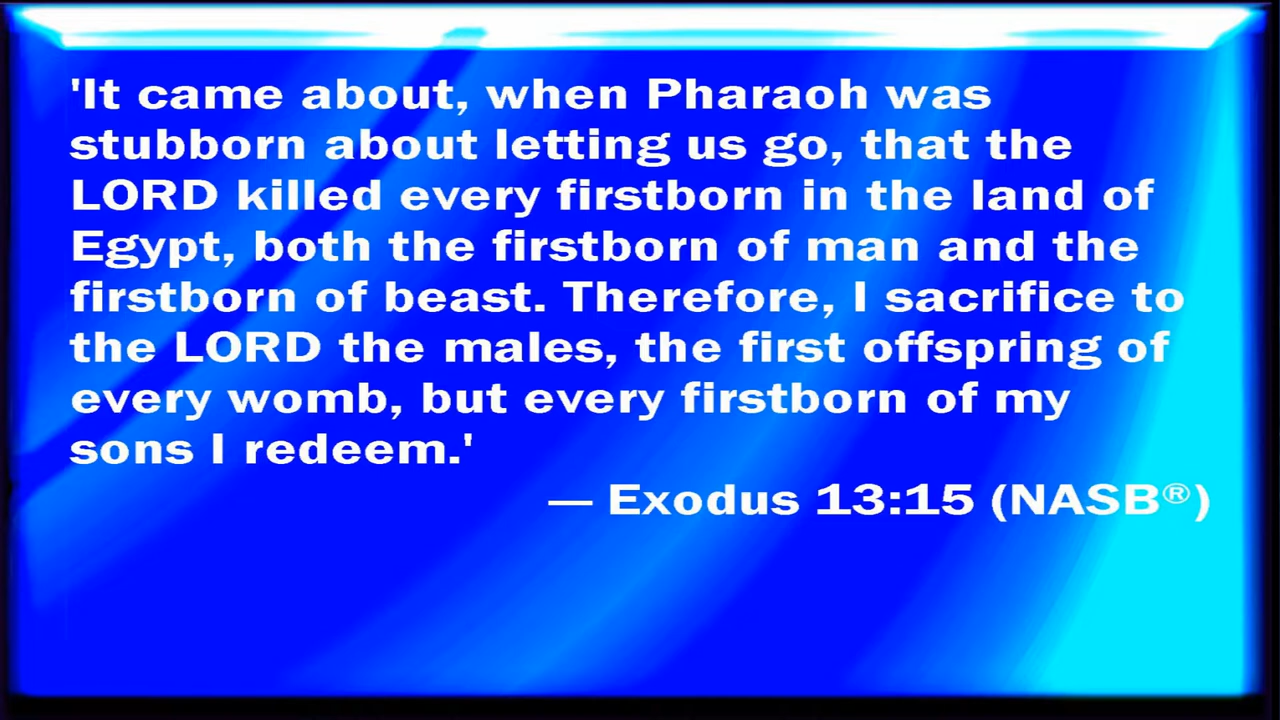 'It came about, when Pharaoh was
stubborn about letting us go, that the
LORD killed every firstborn in the land of
Egypt, both the firstborn of man and the
firstborn of beast. Therefore, I sacrifice to
the LORD the males, the first offspring of
every womb, but every firstborn of my
sons I redeem.'
— Exodus 13:15 (NASB®)